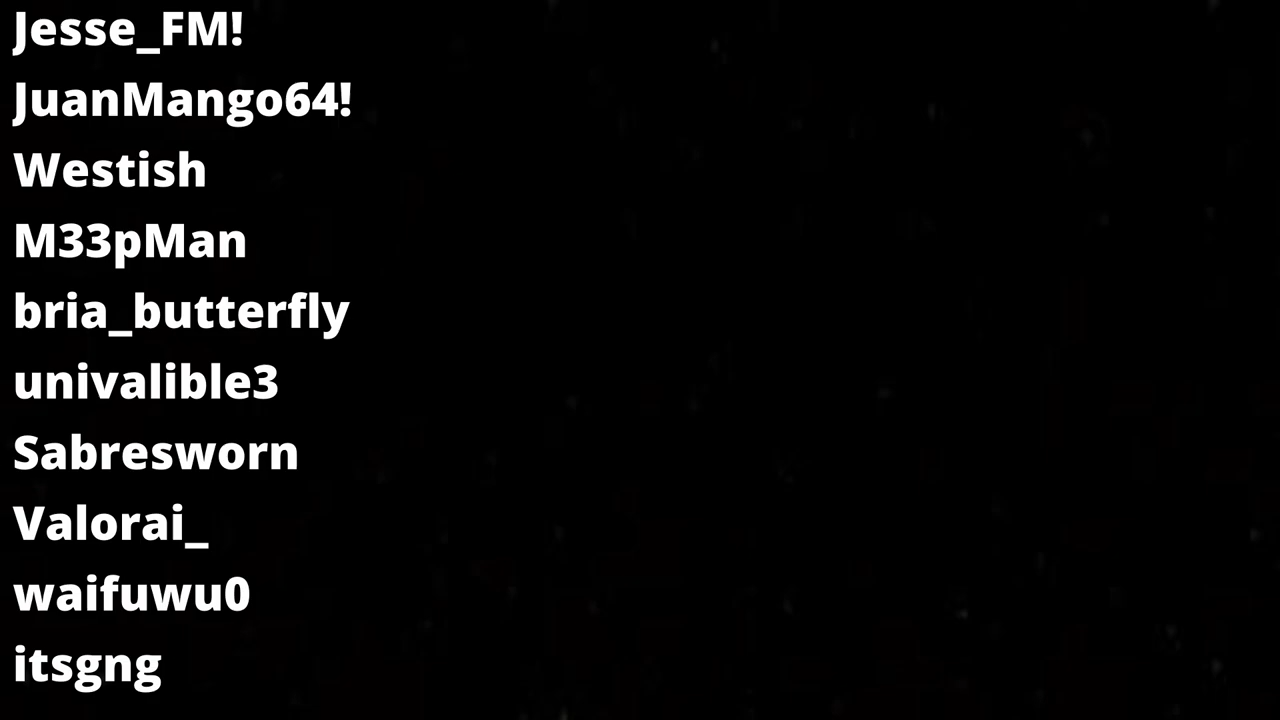 Jesse_FM!
JuanMango64!
Westish
M33pMan
bria_butterfly
univalible3
Sabresworn
Valorai_
waifuwu0
itsgng